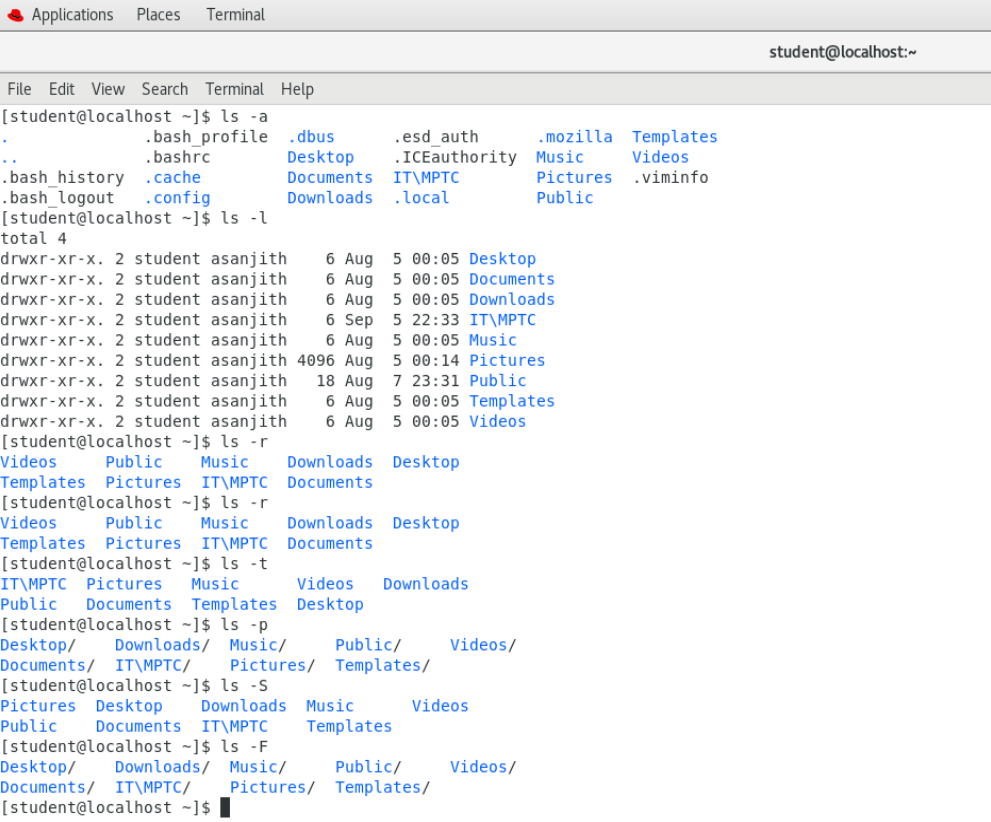 Applications Places Terminal
student@localhost:~
File Edit View Search Terminal Help
[student@localhost ~]$ ls -a
. .bash_profile .dbus .esd_auth .mozilla Templates
.. .bashrc Desktop .ICEauthority Music Videos
.bash_history .cache Documents IT\MPTC Pictures .viminfo
.bash_logout .config Downloads .local Public
[student@localhost ~]$ ls -l
total 4
drwxr-xr-x. 2 student asanjith 6 Aug 5 00:05 Desktop
drwxr-xr-x. 2 student asanjith 6 Aug 5 00:05 Documents
drwxr-xr-x. 2 student asanjith 6 Aug 5 00:05 Downloads
drwxr-xr-x. 2 student asanjith 6 Sep 5 22:33 IT\MPTC
drwxr-xr-x. 2 student asanjith 6 Aug 5 00:05 Music
drwxr-xr-x. 2 student asanjith 4096 Aug 5 00:14 Pictures
drwxr-xr-x. 2 student asanjith 18 Aug 7 23:31 Public
drwxr-xr-x. 2 student asanjith 6 Aug 5 00:05 Templates
drwxr-xr-x. 2 student asanjith 6 Aug 5 00:05 Videos
[student@localhost ~]$ ls -r
Videos Public Music Downloads Desktop
Templates Pictures IT\MPTC Documents
[student@localhost ~]$ ls -r
Videos Public Music Downloads Desktop
Templates Pictures IT\MPTC Documents
[student@localhost ~]$ ls -t
IT\MPTC Pictures Music Videos Downloads
Public Documents Templates Desktop
[student@localhost ~]$ ls -p
Desktop/ Downloads/ Music/ Public/ Videos/
Documents/ IT\MPTC/ Pictures/ Templates/
[student@localhost ~]$ ls -S
Pictures Desktop Downloads Music Videos
Public Documents IT\MPTC Templates
[student@localhost ~]$ ls -F
Desktop/ Downloads/ Music/ Public/ Videos/
Documents/ IT\MPTC/ Pictures/ Templates/
[student@localhost ~]$